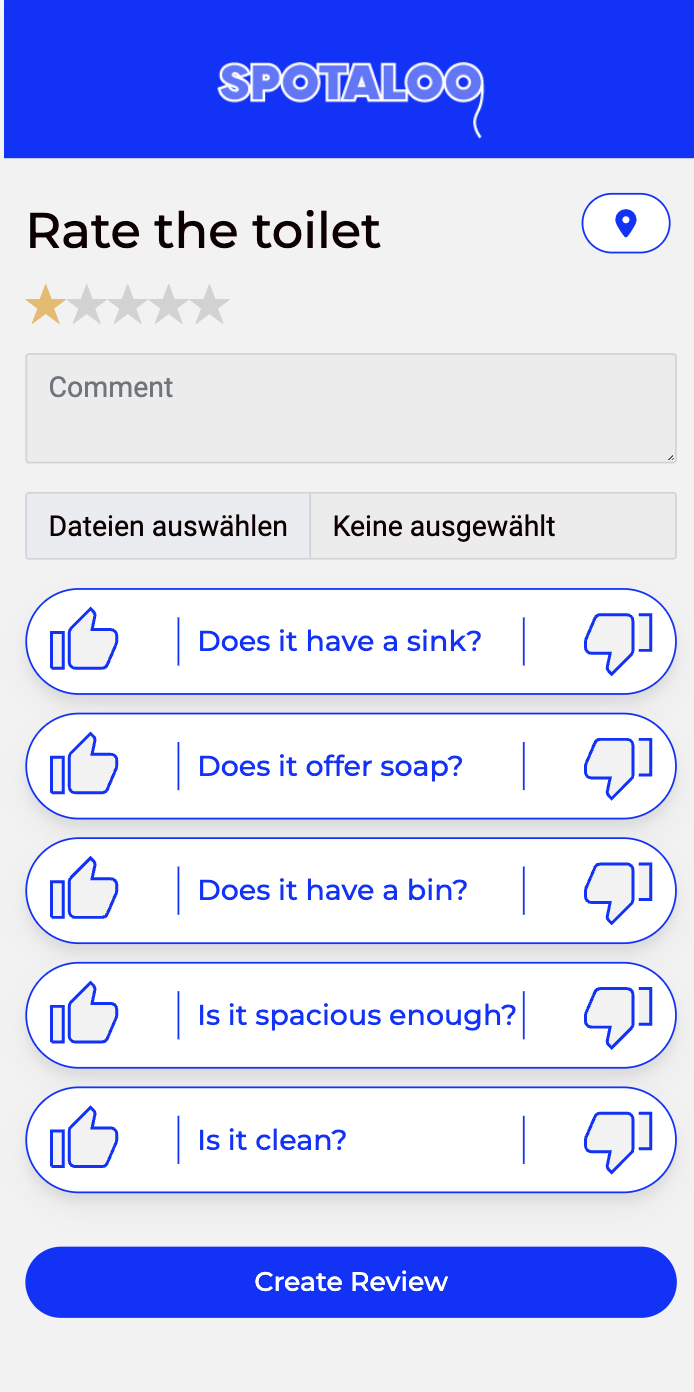 SPOTALOO
Rate the toilet
Comment
Dateien auswählen Keine ausgewählt
Does it have a sink?
Does it offer soap?
Does it have a bin?
Is it spacious enough?
Is it clean?
Create Review